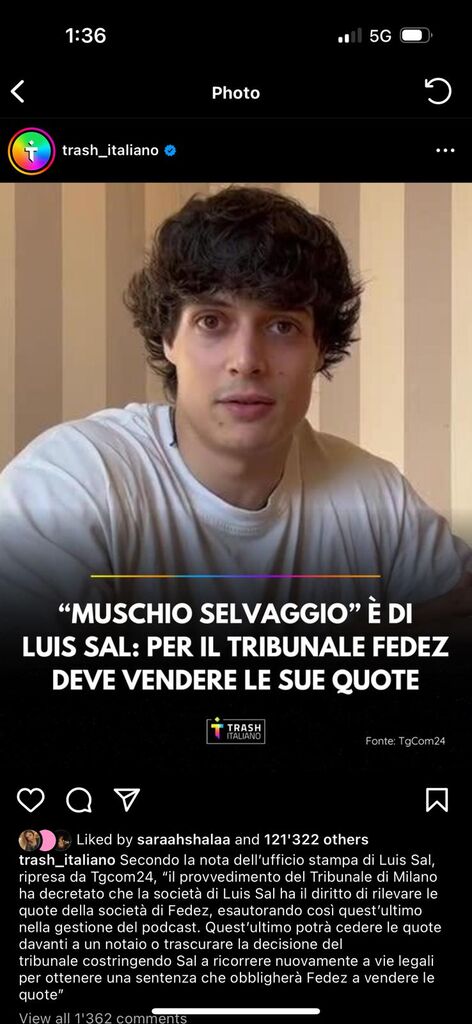 1:36
5G
Photo
trash_italiano
“MUSCHIO SELVAGGIO” È DI
LUIS SAL: PER IL TRIBUNALE FEDEZ
DEVE VENDERE LE SUE QUOTE
TRASH
ITALIANO
Fonte: TgCom24
Liked by saraahshalaa and 121'322 others
trash_italiano Secondo la nota dell’ufficio stampa di Luis Sal,
ripresa da Tgcom24, “il provvedimento del Tribunale di Milano
ha decretato che la società di Luis Sal ha il diritto di rilevare le
quote della società di Fedez, esautorando così quest’ultimo
nella gestione del podcast. Quest’ultimo potrà cedere le quote
davanti a un notaio o trascurare la decisione del
tribunale costringendo Sal a ricorrere nuovamente a vie legali
per ottenere una sentenza che obbligherà Fedez a vendere le
quote”
View all 1'362 comments